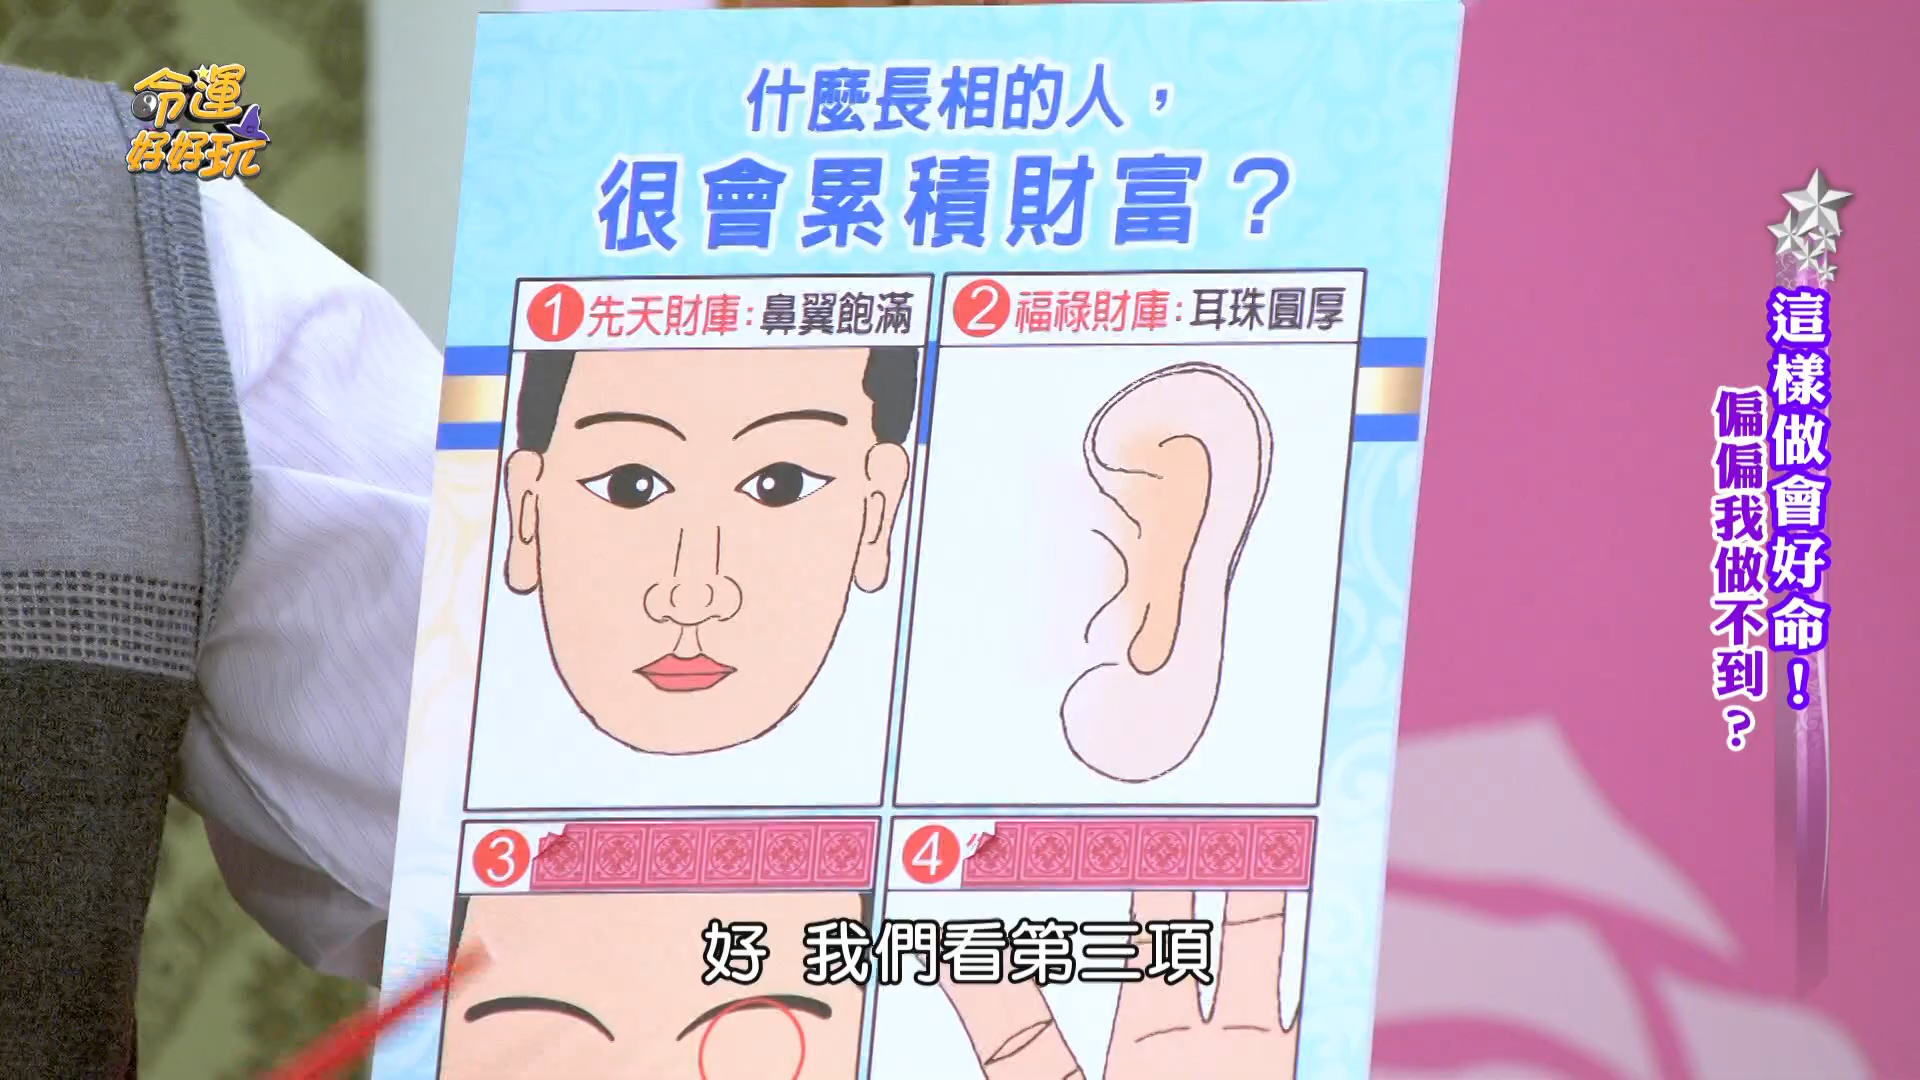 命運
好好玩
什麼長相的人，
很會累積財富？
1 先天財庫：鼻翼飽滿
2 福祿財庫：耳珠圓厚
3
4
好 我們看第三項
這樣做會好命！
偏偏我做不到？